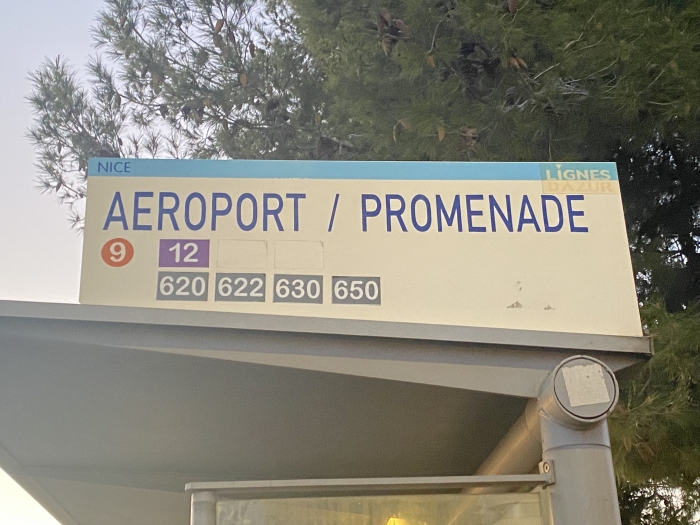 NICE
LIGNES
D'AZUR
AEROPORT / PROMENADE
9 12
620 622 630 650